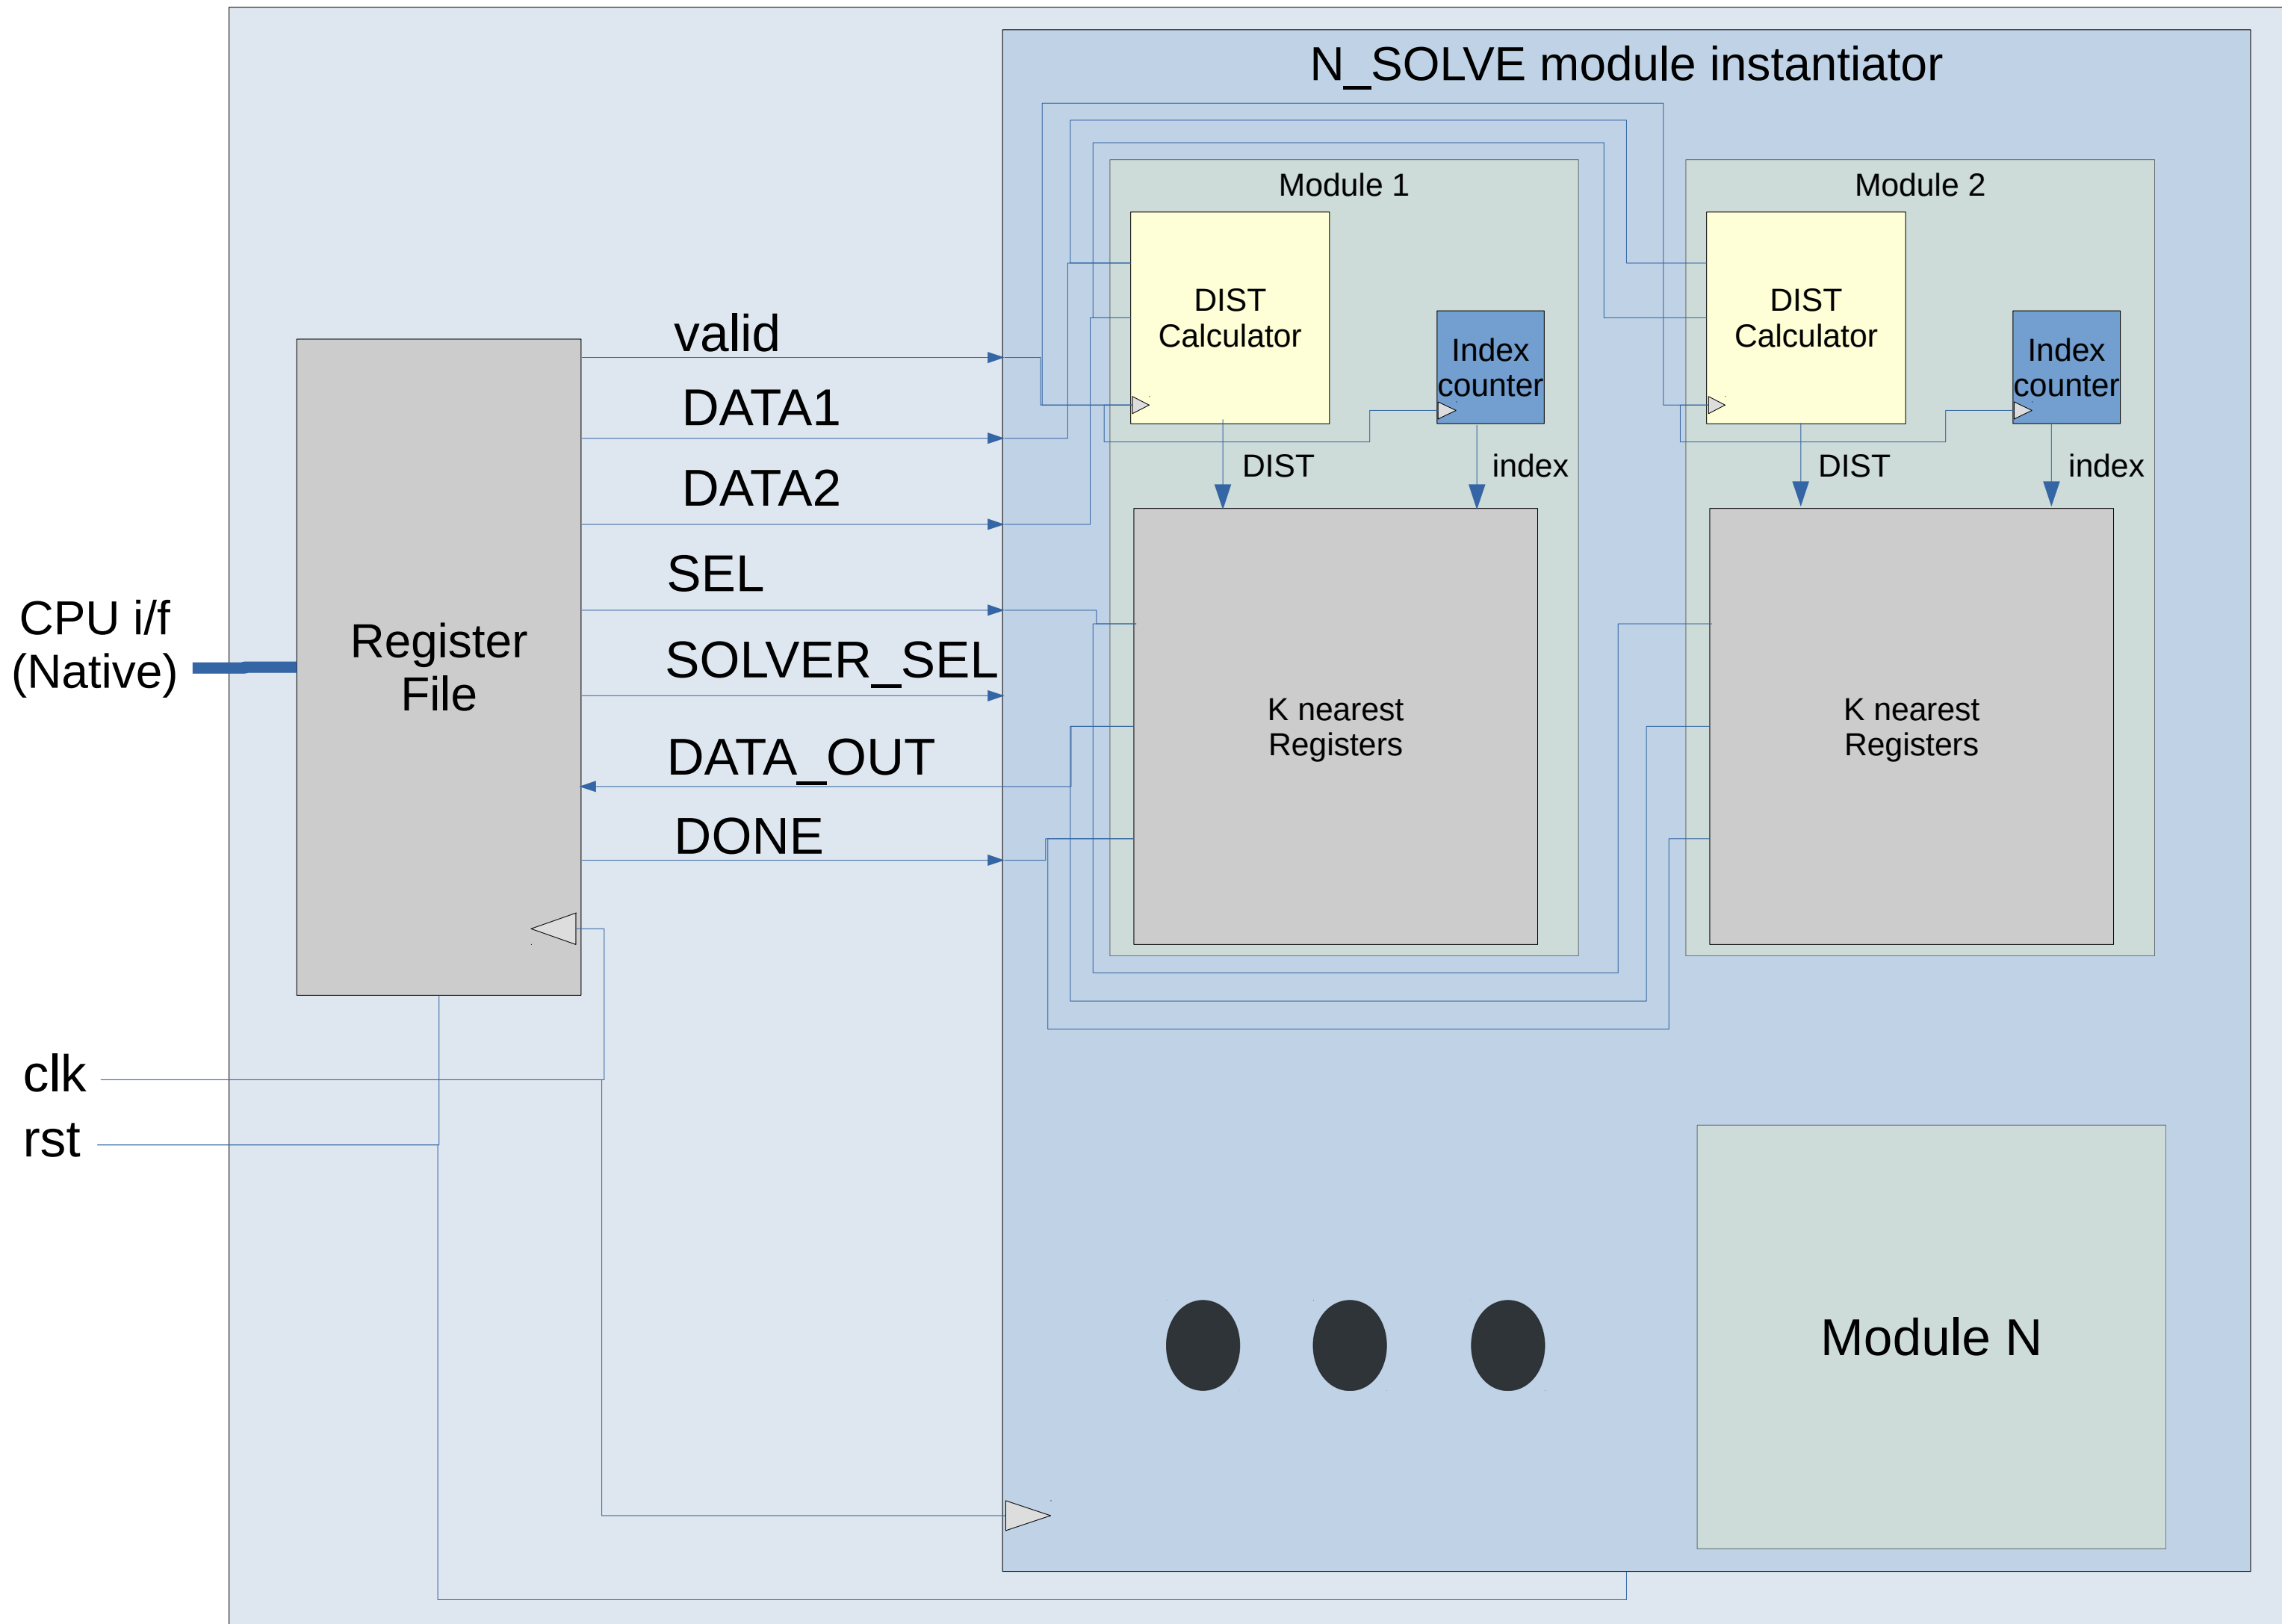 N_SOLVE module instantiator
Module 1
Module 2
DIST
Calculator
Index
counter
DIST
Calculator
Index
counter
valid
DATA1
DATA2
SEL
SOLVER_SEL
DATA_OUT
DONE
DIST
index
DIST
index
CPU i/f
(Native)
Register
File
K nearest
Registers
K nearest
Registers
clk
rst
Module N